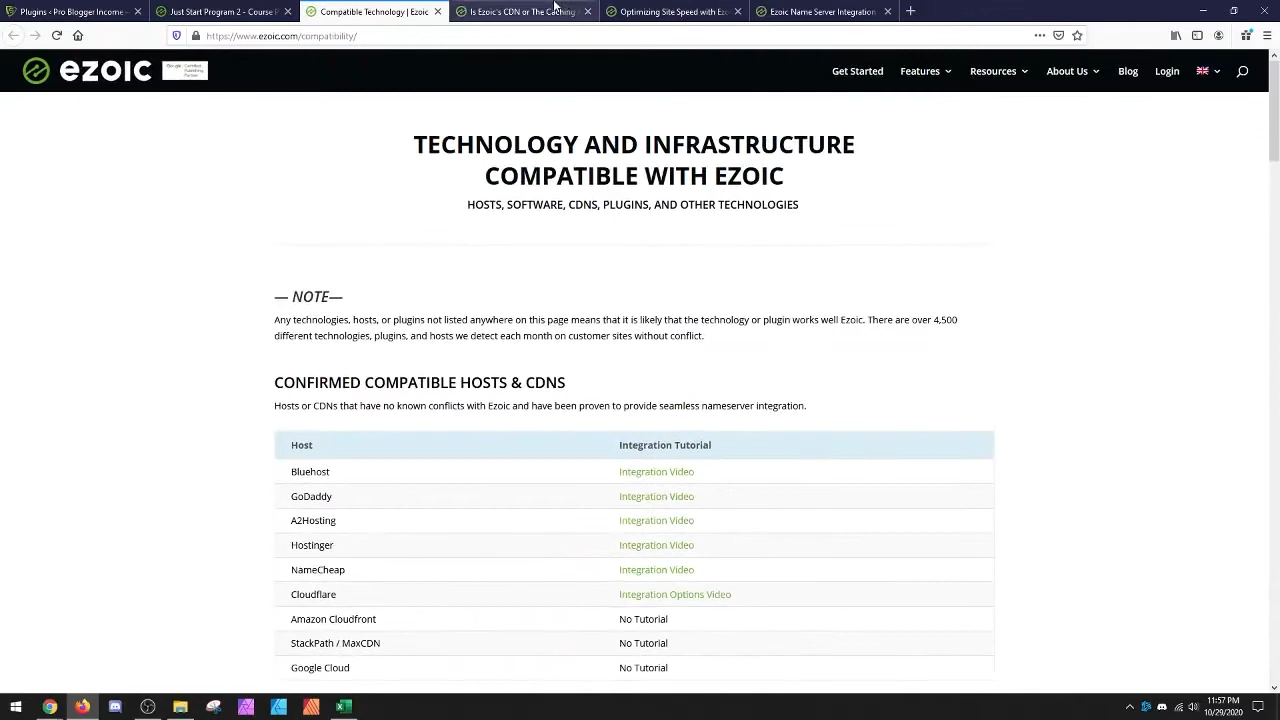 Plugins ‹ Pro Blogger Income —
Just Start Program 2 - Course P
Compatible Technology | Ezoic
Is Ezoic's CDN or The Caching
Optimizing Site Speed with Ezo
Ezoic Name Server Integration
https://www.ezoic.com/compatibility/
ezoic
Get Started
Features
Resources
About Us
Blog
Login
TECHNOLOGY AND INFRASTRUCTURE
COMPATIBLE WITH EZOIC
HOSTS, SOFTWARE, CDNS, PLUGINS, AND OTHER TECHNOLOGIES
— NOTE—
Any technologies, hosts, or plugins not listed anywhere on this page means that it is likely that the technology or plugin works well Ezoic. There are over 4,500
different technologies, plugins, and hosts we detect each month on customer sites without conflict.
CONFIRMED COMPATIBLE HOSTS & CDNS
Hosts or CDNs that have no known conflicts with Ezoic and have been proven to provide seamless nameserver integration.
Host Integration Tutorial
Bluehost Integration Video
GoDaddy Integration Video
A2Hosting Integration Video
Hostinger Integration Video
NameCheap Integration Video
Cloudflare Integration Options Video
Amazon Cloudfront No Tutorial
StackPath / MaxCDN No Tutorial
Google Cloud No Tutorial
11:57 PM
10/29/2020